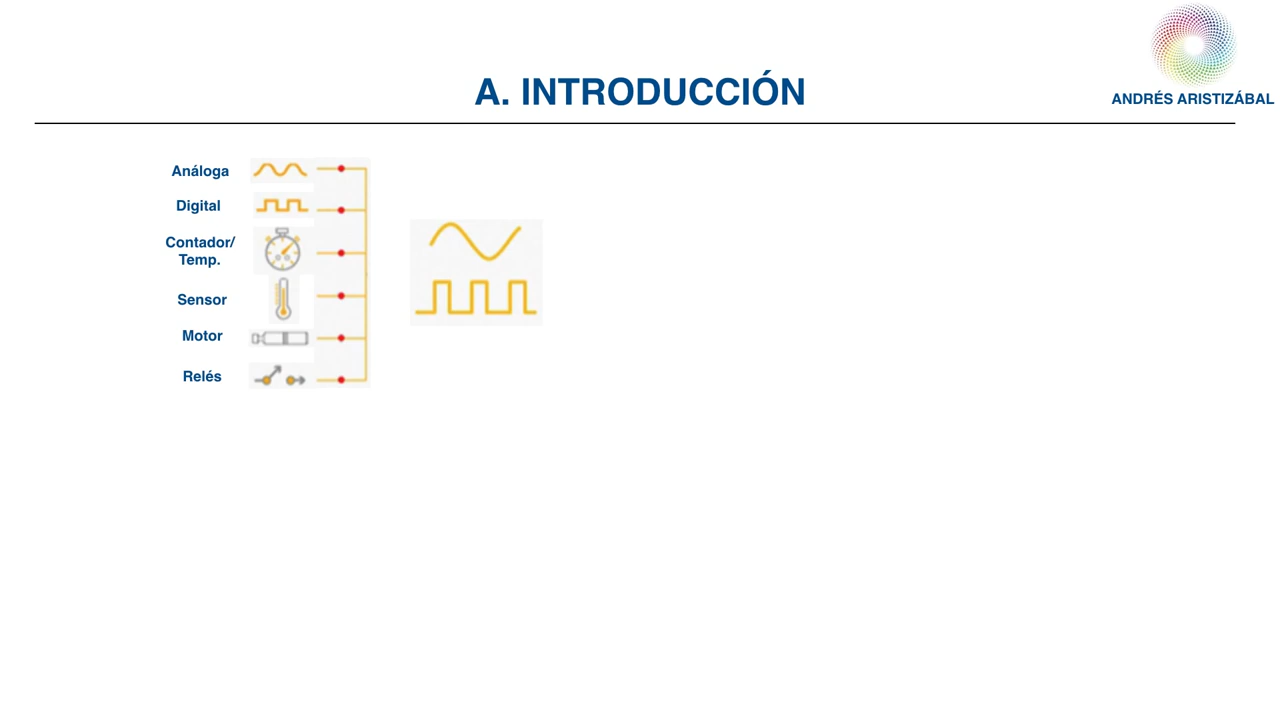 ANDRÉS ARISTIZÁBAL
A. INTRODUCCIÓN
Análoga
Digital
Contador/
Temp.
Sensor
Motor
Relés